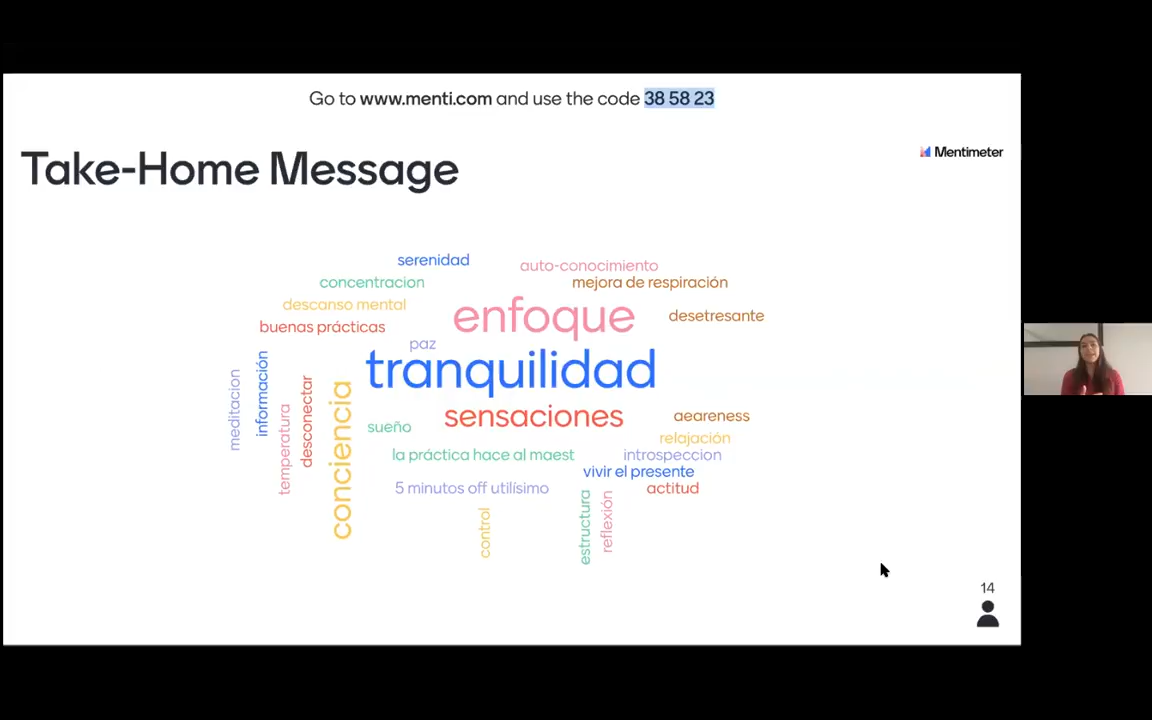 Go to www.menti.com and use the code 38 58 23
Take-Home Message
Mentimeter
serenidad
auto-conocimiento
concentracion
mejora de respiración
descanso mental
enfoque
desetresante
buenas prácticas
paz
tranquilidad
meditacion
información
temperatura
desconectar
conciencia
sensaciones
aeareness
sueño
relajación
la práctica hace al maest
introspeccion
vivir el presente
5 minutos off utilísimo
actitud
control
estructura
reflexión
14